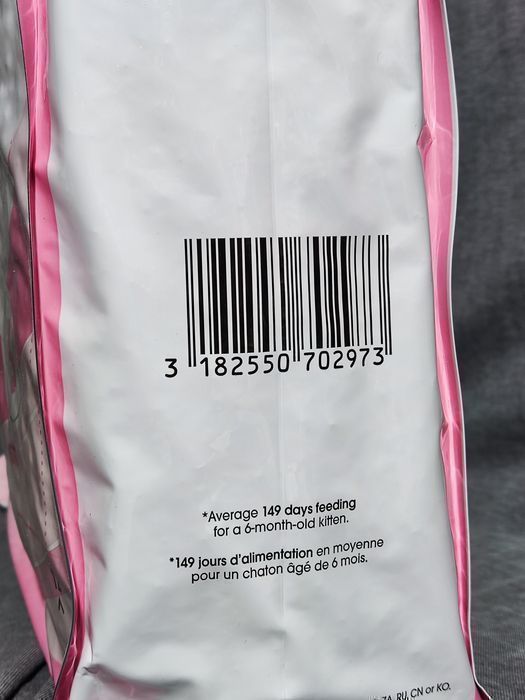 3 182550 702973
*Average 149 days feeding
for a 6-month-old kitten.
*149 jours d'alimentation en moyenne
pour un chaton âgé de 6 mois.
ZA, RU, CN or KO.